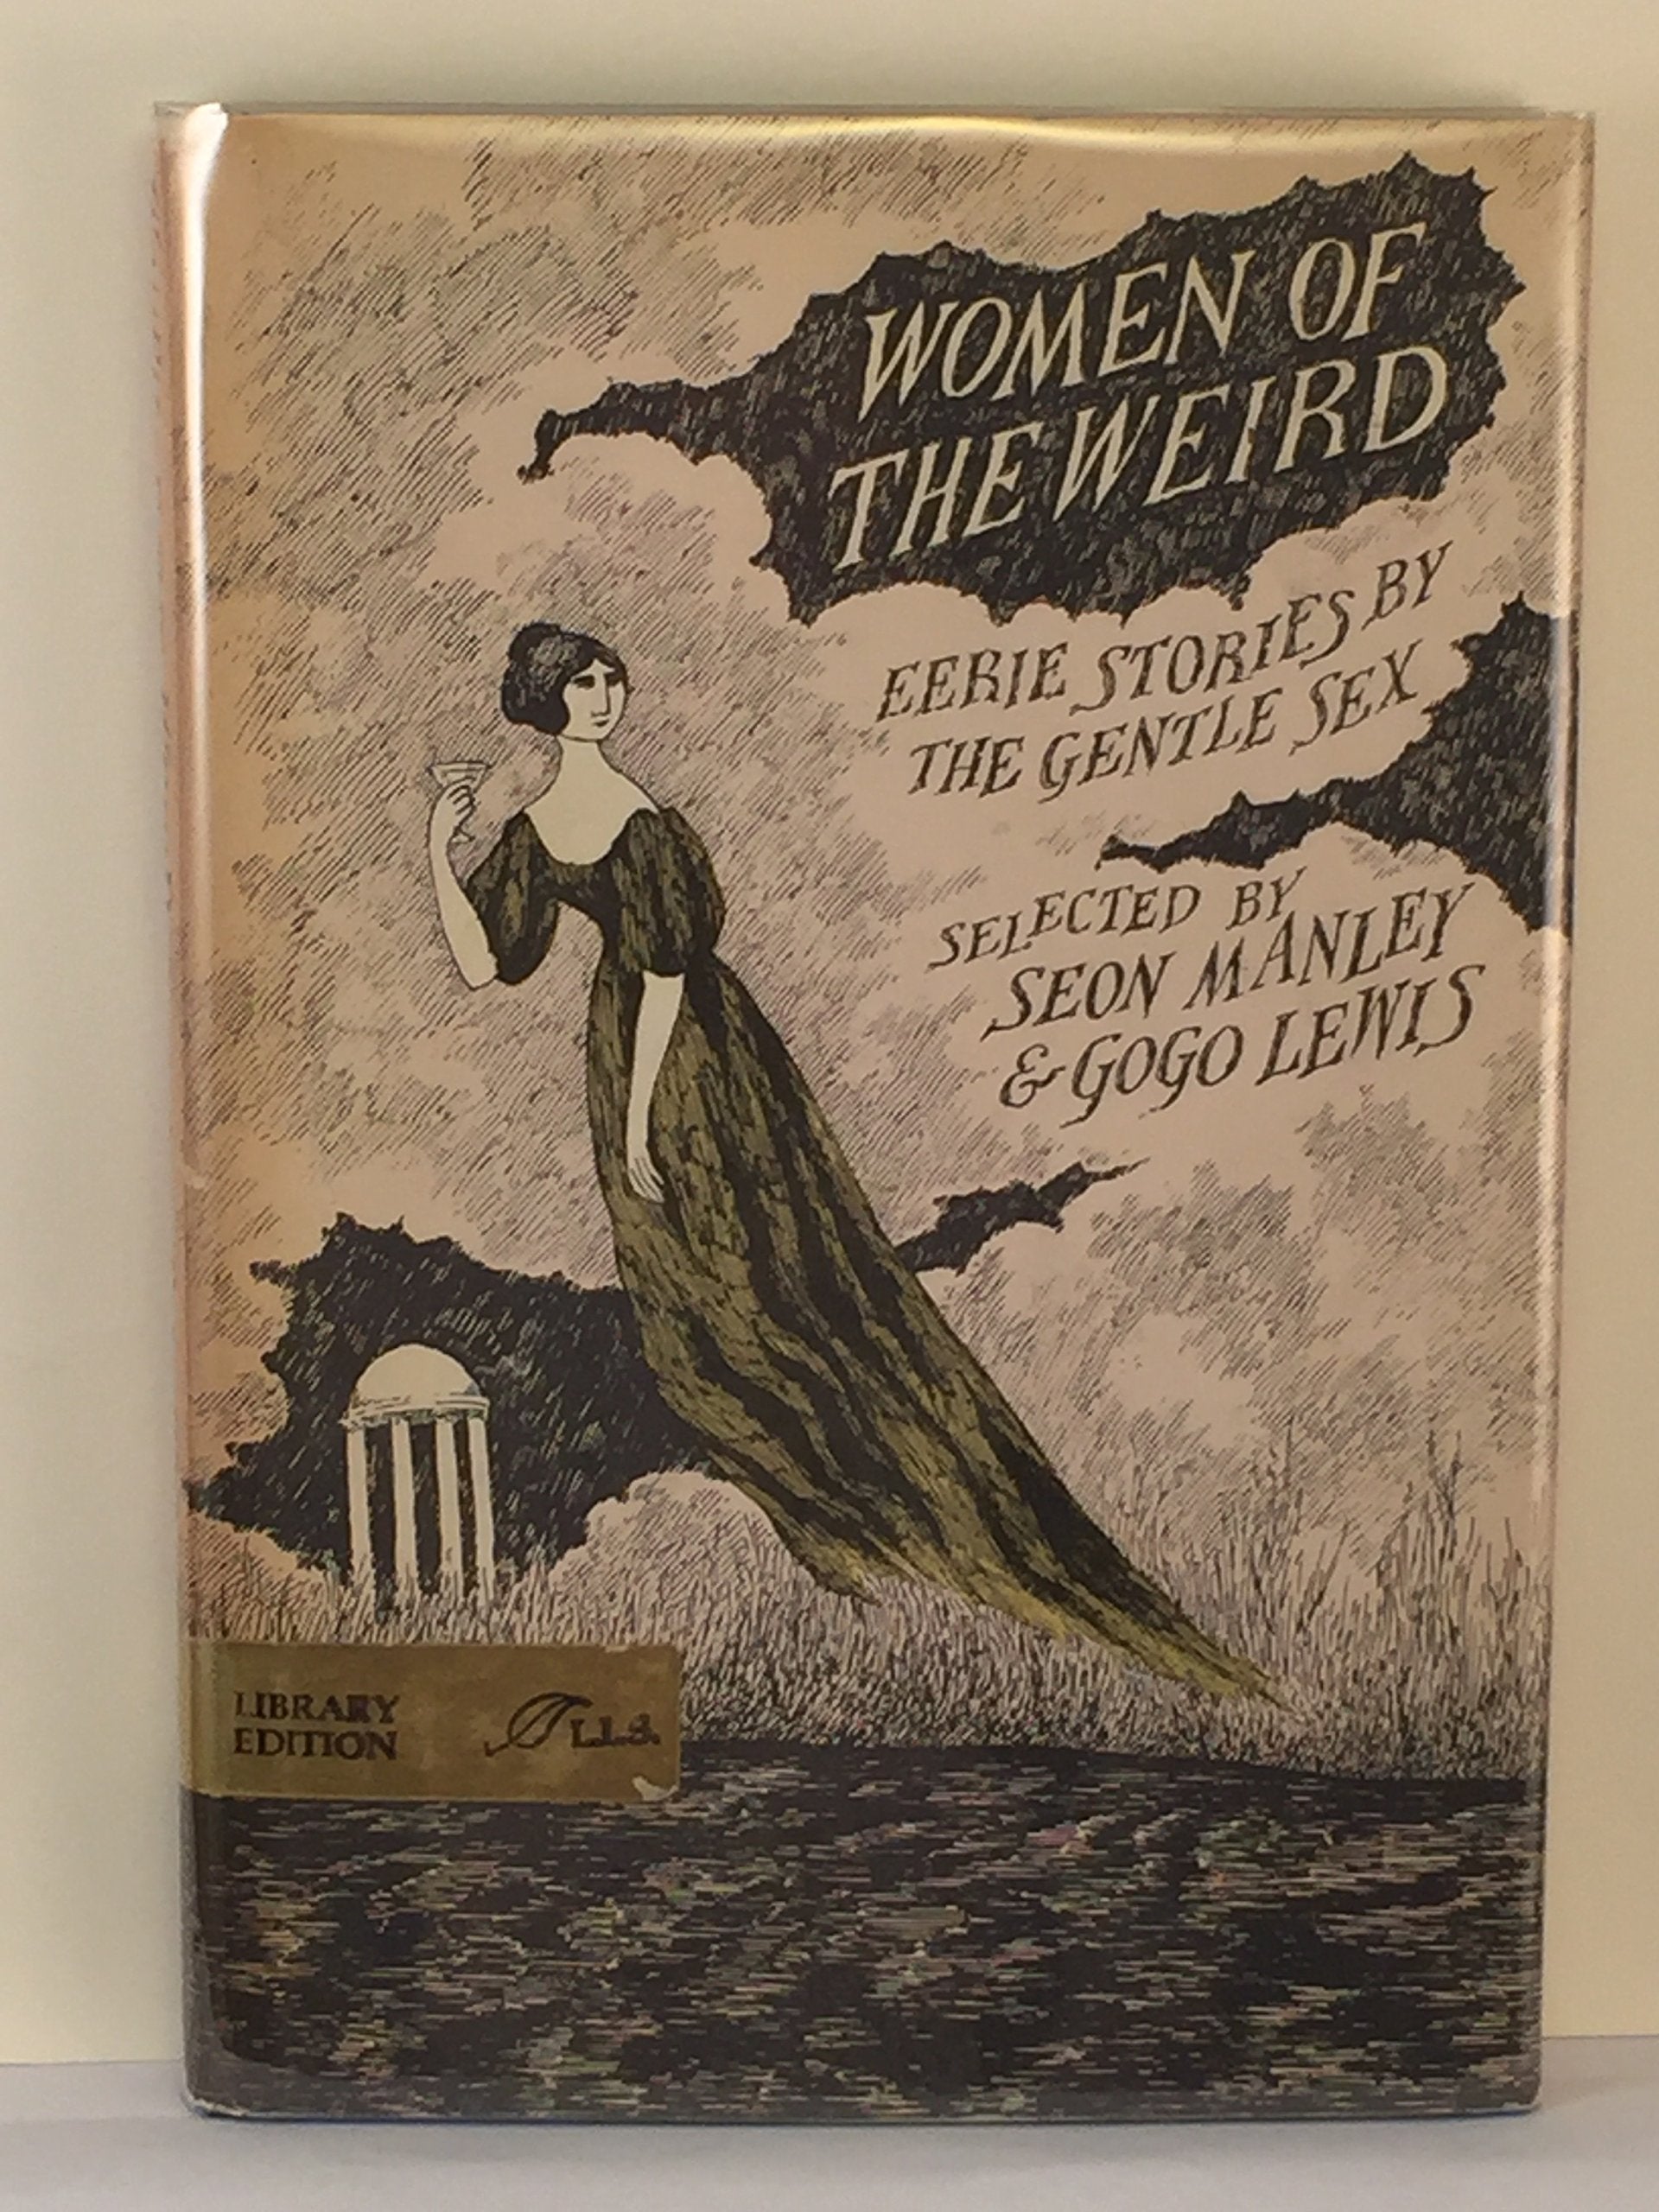 WOMEN OF
THE WEIRD
EERIE STORIES BY
THE GENTLE SEX
SELECTED BY
SEON MANLEY
& GOGO LEWIS
LIBRARY
EDITION
L.L.S.